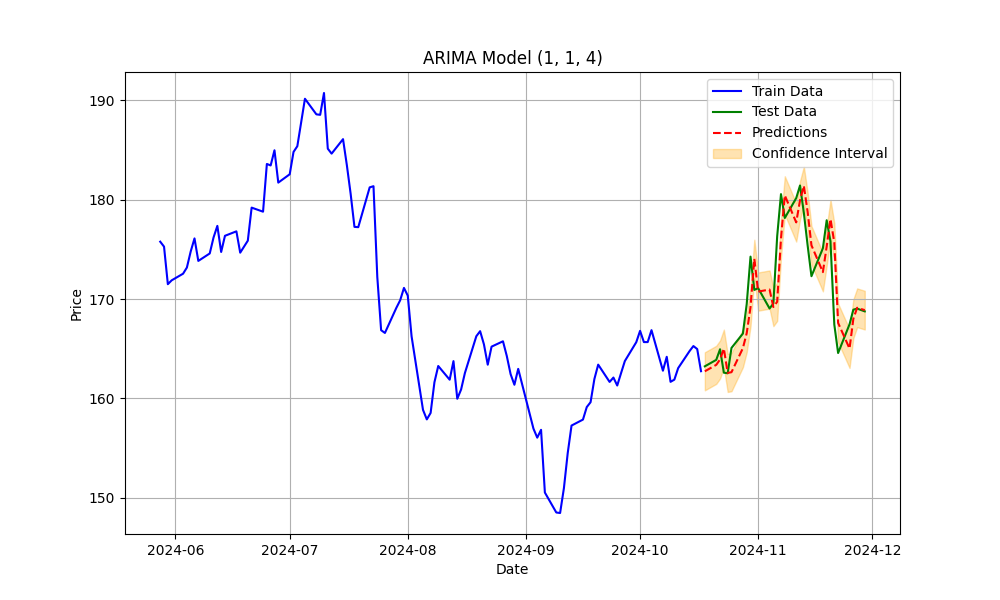 ARIMA Model (1, 1, 4)
Train Data
Test Data
Predictions
Confidence Interval
Price
190
180
170
160
150
2024-06
2024-07
2024-08
2024-09
2024-10
2024-11
2024-12
Date